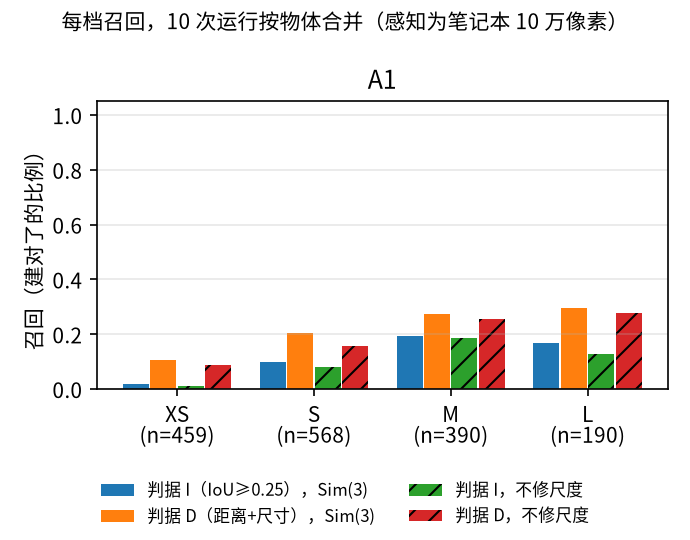 每档召回，10 次运行按物体合并（感知为笔记本 10 万像素）
A1
召回（建对了的比例）
1.0
0.8
0.6
0.4
0.2
0.0
XS
(n=459)
S
(n=568)
M
(n=390)
L
(n=190)
判据 I（IoU≥0.25），Sim(3)
判据 D（距离+尺寸），Sim(3)
判据 I，不修尺度
判据 D，不修尺度